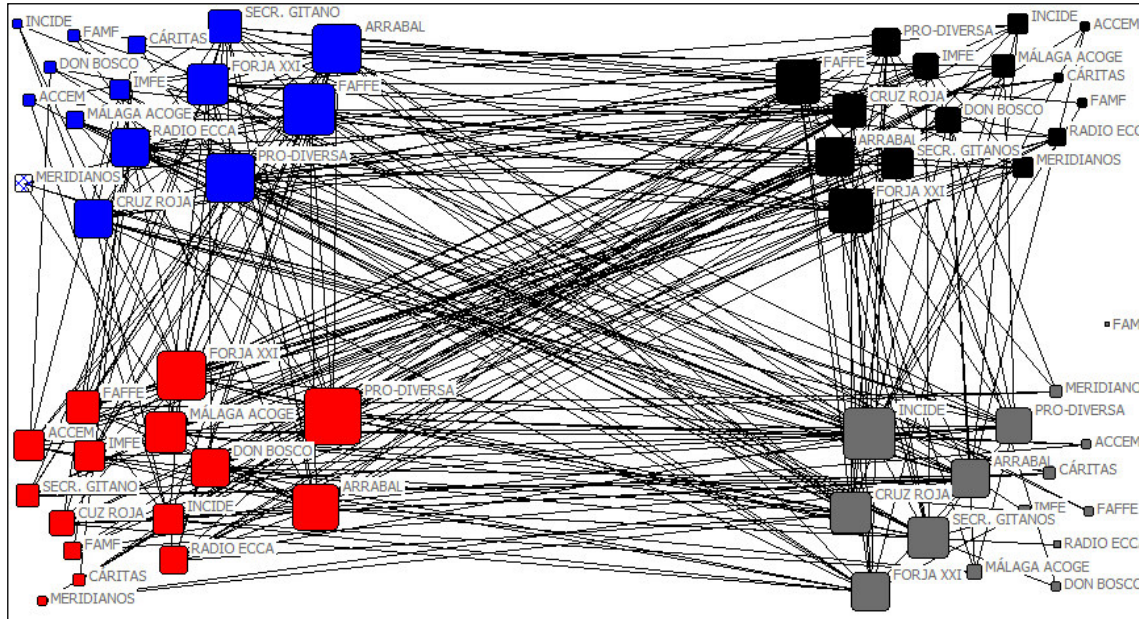 INCIDE
FAMF
CÁRITAS
SECR. GITANO
ARRABAL
DON BOSCO
IMFE
FORJA XXI
FAFFE
ACCEM
MÁLAGA ACOGE
RADIO ECCA
PRO-DIVERSA
MERIDIANOS
CRUZ ROJA
PRO-DIVERSA
INCIDE
ACCEM
FAFFE
IMFE
MÁLAGA ACOGE
CÁRITAS
CRUZ ROJA
DON BOSCO
FAMF
ARRABAL
RADIO ECC
SECR. GITANOS
MERIDIANOS
FORJA XXI
FORJA XXI
FAFFE
PRO-DIVERSA
MÁLAGA ACOGE
ACCEM
IMFE
DON BOSCO
SECR. GITANO
ARRABAL
CUZ ROJA
INCIDE
FAMF
RADIO ECCA
CÁRITAS
MERIDIANOS
FAM
MERIDIANO
INCIDE
PRO-DIVERSA
ACCEM
ARRABAL
CÁRITAS
CRUZ ROJA
IMFE
FAFFE
SECR. GITANOS
RADIO ECC
FORJA XXI
MÁLAGA ACOGE
DON BOSCO